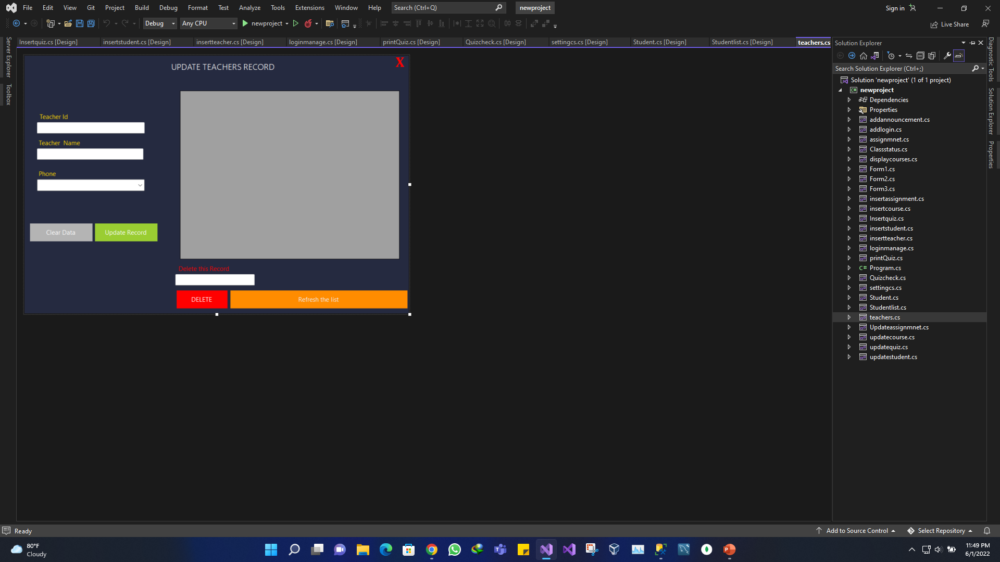 File Edit View Git Project Build Debug Format Test Analyze Tools Extensions Window Help Search (Ctrl+Q) newproject Sign in
Debug Any CPU newproject Live Share
Insertquiz.cs [Design] insertstudent.cs [Design] insertteacher.cs [Design] loginmanage.cs [Design] printQuiz.cs [Design] Quizcheck.cs [Design] settingcs.cs [Design] Student.cs [Design] Studentlist.cs [Design] teachers.cs
Server Explorer
Toolbox
UPDATE TEACHERS RECORD
X
Teacher Id
Teacher Name
Phone
Clear Data
Update Record
Delete this Record
DELETE
Refresh the list
Solution Explorer
Search Solution Explorer (Ctrl+;)
Solution 'newproject' (1 of 1 project)
C# newproject
Dependencies
Properties
addannouncement.cs
addlogin.cs
assignmnet.cs
Classstatus.cs
displaycourses.cs
Form1.cs
Form2.cs
Form3.cs
insertassignment.cs
insertcourse.cs
Insertquiz.cs
insertstudent.cs
insertteacher.cs
loginmanage.cs
printQuiz.cs
C# Program.cs
Quizcheck.cs
settingcs.cs
Student.cs
Studentlist.cs
teachers.cs
Updateassignmnet.cs
updatecourse.cs
updatequiz.cs
updatestudent.cs
Diagnostic Tools
Solution Explorer
Properties
Ready
Add to Source Control Select Repository
80°F
Cloudy
11:49 PM
6/1/2022